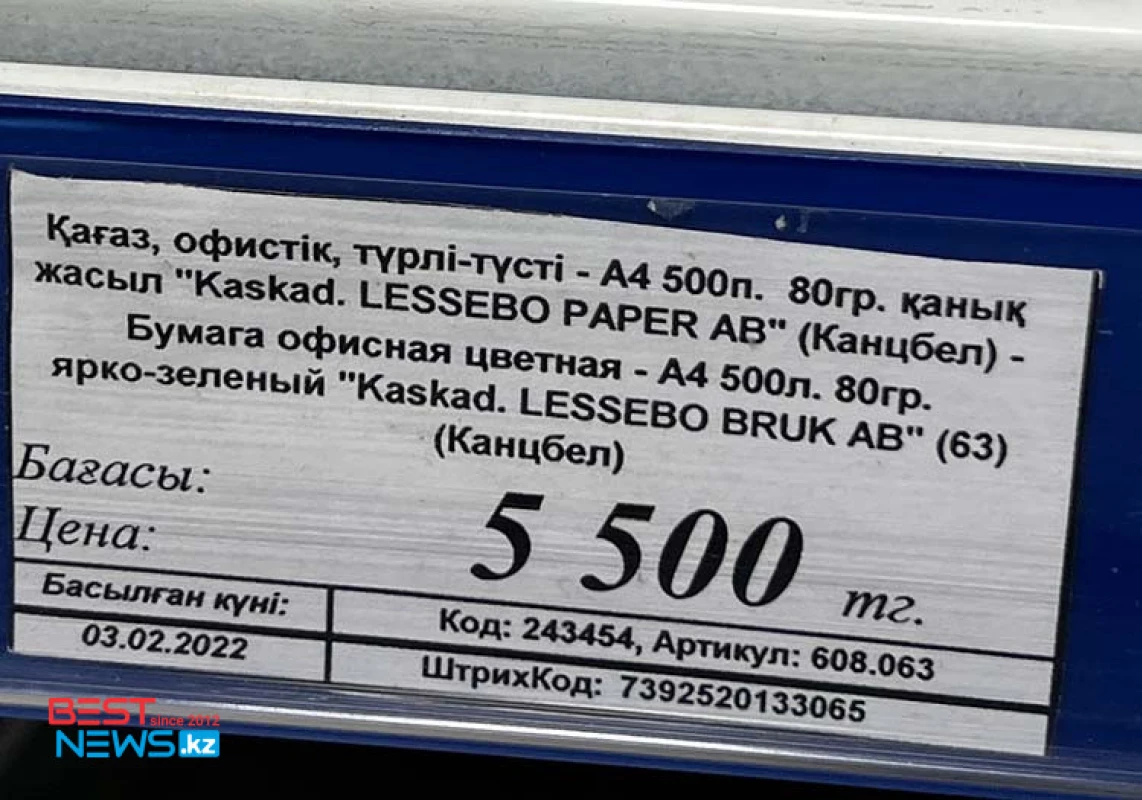 Қағаз, офистік, түрлі-түсті - А4 500п. 80гр. қанық
жасыл "Kaskad. LESSEBO PAPER AB" (Канцбел) -
Бумага офисная цветная - А4 500л. 80гр.
ярко-зеленый "Kaskad. LESSEBO BRUK AB" (63)
(Канцбел)
Бағасы:
Цена:
5 500 тг.
Басылған күні:
03.02.2022
Код: 243454, Артикул: 608.063
ШтрихКод: 7392520133065
BEST since 2012
NEWS.kz